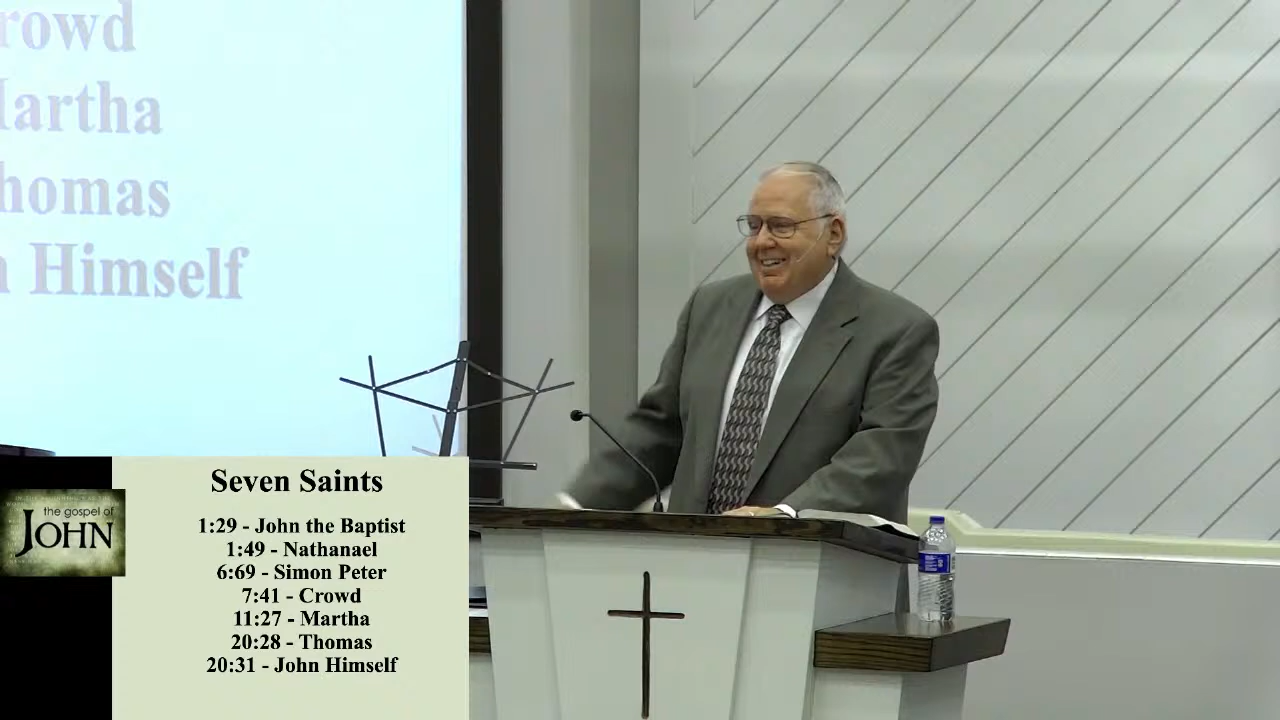 rowd
artha
homas
Himself
the gospel of
JOHN
Seven Saints
1:29 - John the Baptist
1:49 - Nathanael
6:69 - Simon Peter
7:41 - Crowd
11:27 - Martha
20:28 - Thomas
20:31 - John Himself